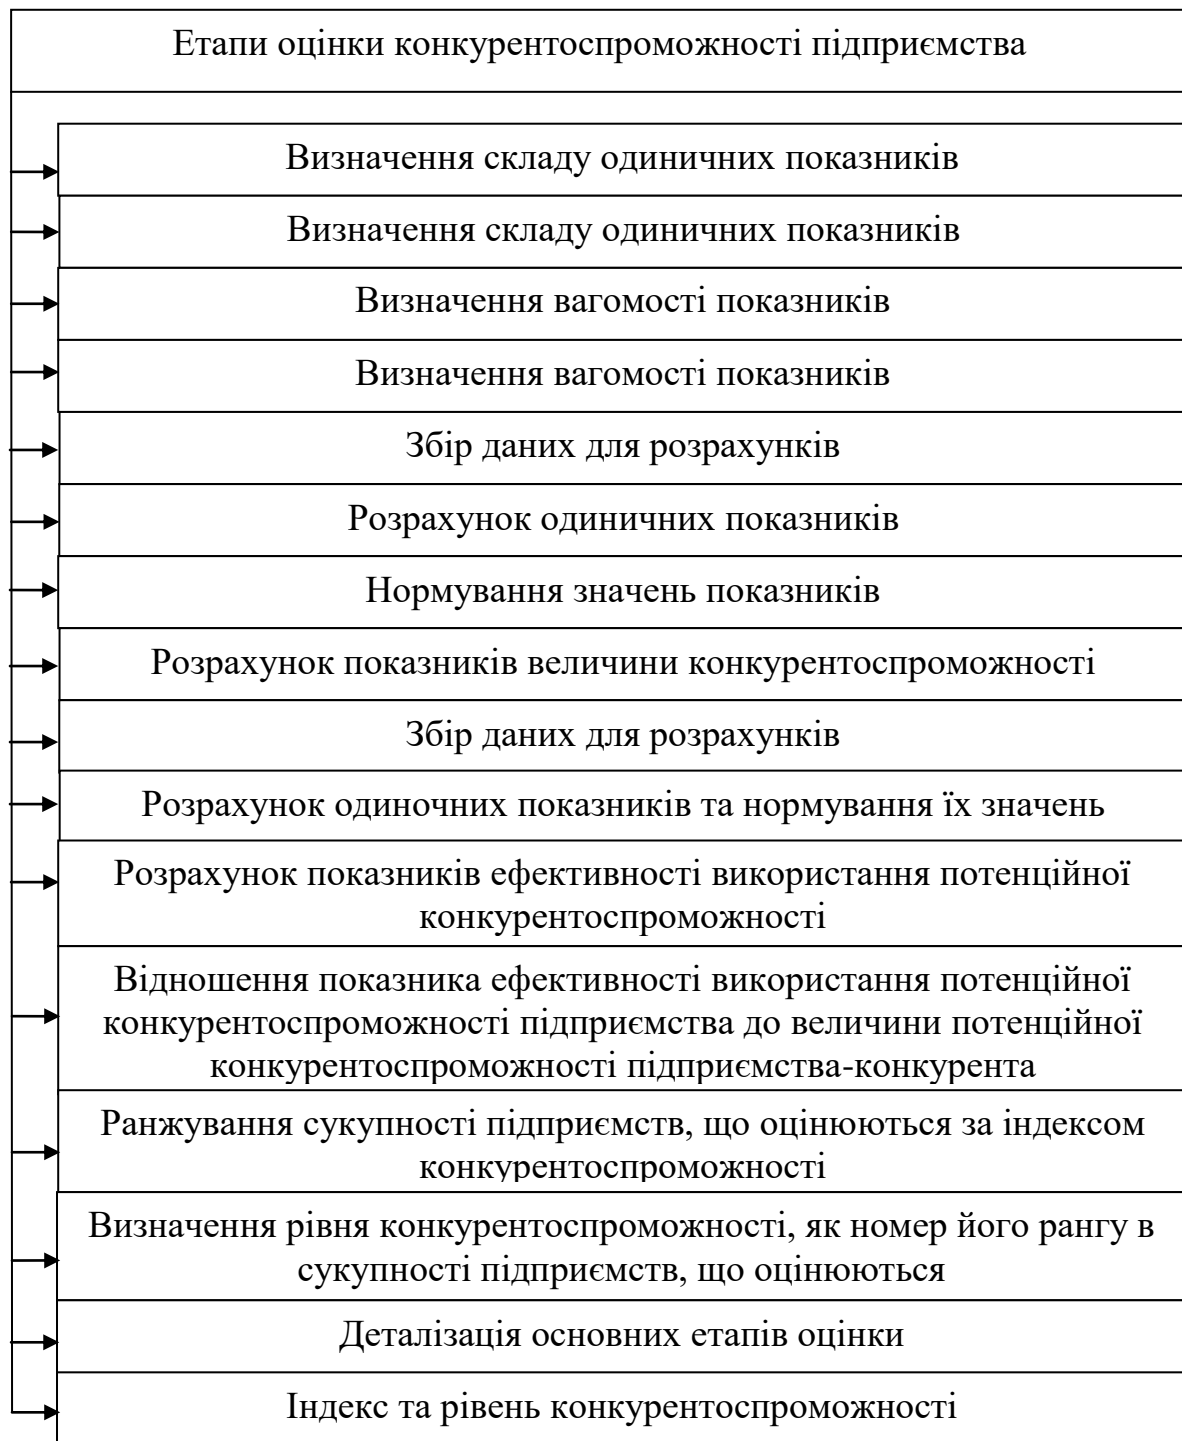 Етапи оцінки конкурентоспроможності підприємства
Визначення складу одиничних показників
Визначення складу одиничних показників
Визначення вагомості показників
Визначення вагомості показників
Збір даних для розрахунків
Розрахунок одиничних показників
Нормування значень показників
Розрахунок показників величини конкурентоспроможності
Збір даних для розрахунків
Розрахунок одиночних показників та нормування їх значень
Розрахунок показників ефективності використання потенційної
конкурентоспроможності
Відношення показника ефективності використання потенційної
конкурентоспроможності підприємства до величини потенційної
конкурентоспроможності підприємства-конкурента
Ранжування сукупності підприємств, що оцінюються за індексом
конкурентоспроможності
Визначення рівня конкурентоспроможності, як номер його рангу в
сукупності підприємств, що оцінюються
Деталізація основних етапів оцінки
Індекс та рівень конкурентоспроможності